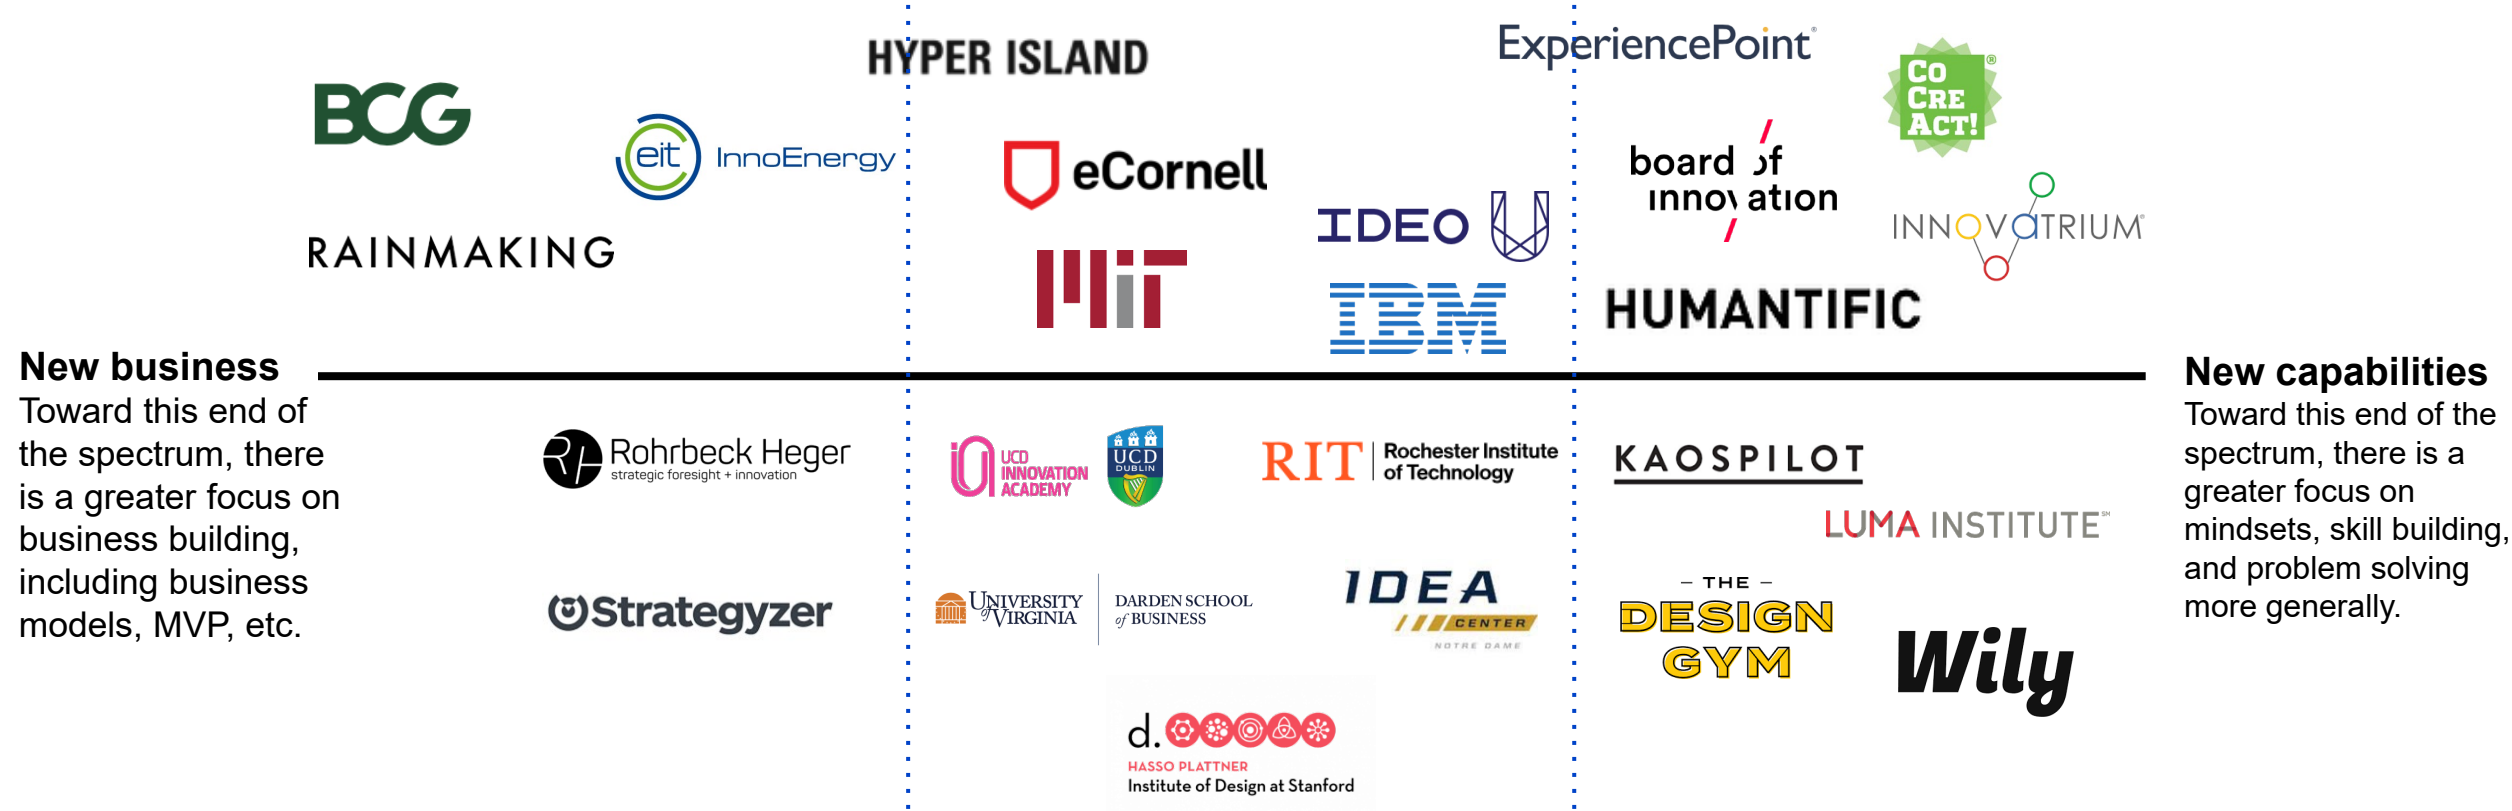 HYPER ISLAND
ExperiencePoint®
BCG
CO
CRE
ACT!
®
eit InnoEnergy
eCornell
board of
innovation
IDEO U
INNOVATRIUM®
RAINMAKING
MIT
IBM
HUMANTIFIC
New business
Toward this end of
the spectrum, there
is a greater focus on
business building,
including business
models, MVP, etc.
New capabilities
Toward this end of the
spectrum, there is a
greater focus on
mindsets, skill building,
and problem solving
more generally.
RH Rohrbeck Heger
strategic foresight + innovation
UCD
INNOVATION
ACADEMY
UCD
DUBLIN
RIT Rochester Institute
of Technology
KAOSPILOT
LUMA INSTITUTE℠
Strategyzer
UNIVERSITY
of VIRGINIA
DARDEN SCHOOL
of BUSINESS
IDEA
CENTER
NOTRE DAME
– THE –
DESIGN
GYM
Wily
d.
HASSO PLATTNER
Institute of Design at Stanford